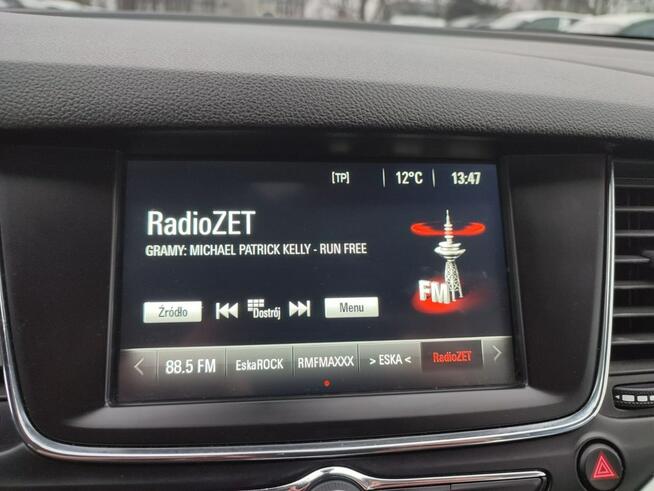 [TP] 12°C 13:47
RadioZET
GRAMY: MICHAEL PATRICK KELLY - RUN FREE
FM
Źródło Dostrój Menu
88.5 FM EskaROCK RMFMAXXX > ESKA < RadioZET